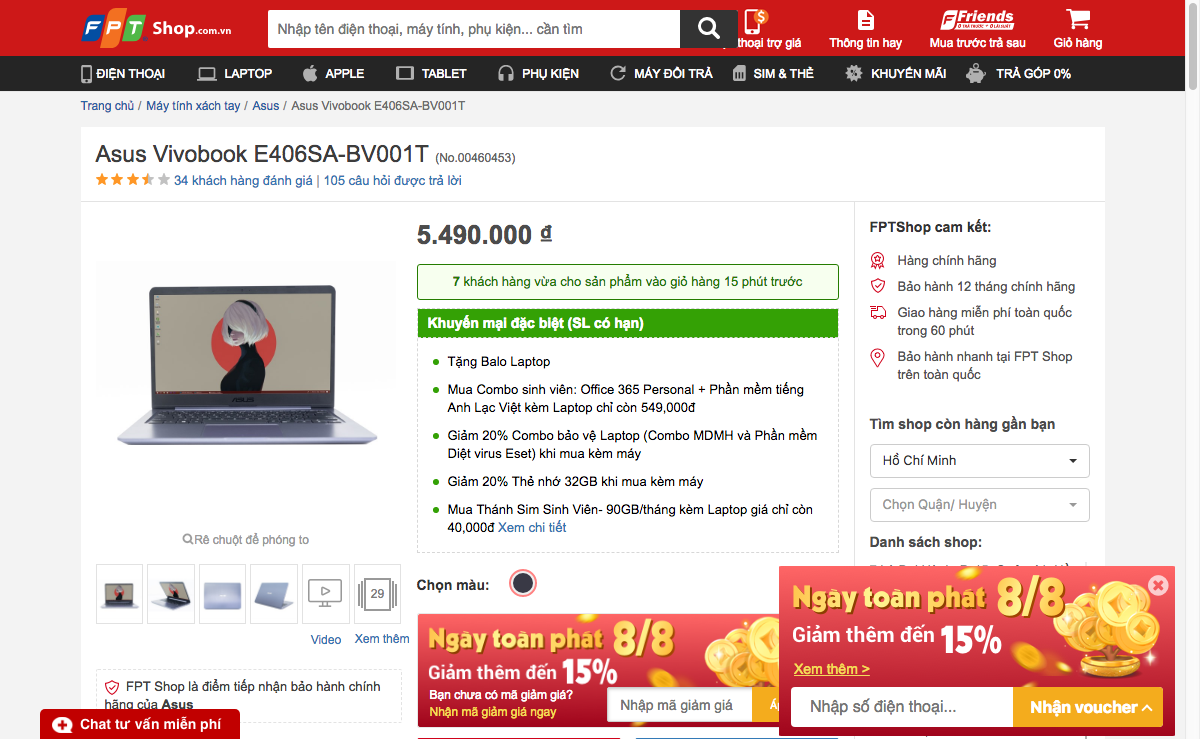 FPT Shop.com.vn
Nhập tên điện thoại, máy tính, phụ kiện... cần tìm
thoại trợ giá
Thông tin hay
Friends
Mua trước trả sau
Giỏ hàng
ĐIỆN THOẠI
LAPTOP
APPLE
TABLET
PHỤ KIỆN
MÁY ĐỔI TRẢ
SIM & THẺ
KHUYẾN MÃI
TRẢ GÓP 0%
Trang chủ / Máy tính xách tay / Asus / Asus Vivobook E406SA-BV001T
Asus Vivobook E406SA-BV001T (No.00460453)
34 khách hàng đánh giá | 105 câu hỏi được trả lời
5.490.000 ₫
7 khách hàng vừa cho sản phẩm vào giỏ hàng 15 phút trước
Khuyến mại đặc biệt (SL có hạn)
Tặng Balo Laptop
Mua Combo sinh viên: Office 365 Personal + Phần mềm tiếng
Anh Lạc Việt kèm Laptop chỉ còn 549,000đ
Giảm 20% Combo bảo vệ Laptop (Combo MDMH và Phần mềm
Diệt virus Eset) khi mua kèm máy
Giảm 20% Thẻ nhớ 32GB khi mua kèm máy
Mua Thánh Sim Sinh Viên- 90GB/tháng kèm Laptop giá chỉ còn
40,000đ Xem chi tiết
Rê chuột để phóng to
29
Video
Xem thêm
FPT Shop là điểm tiếp nhận bảo hành chính
hãng của Asus
Chat tư vấn miễn phí
Chọn màu:
Ngày toàn phát 8/8
Giảm thêm đến 15%
Bạn chưa có mã giảm giá?
Nhận mã giảm giá ngay
Nhập mã giảm giá
FPTShop cam kết:
Hàng chính hãng
Bảo hành 12 tháng chính hãng
Giao hàng miễn phí toàn quốc
trong 60 phút
Bảo hành nhanh tại FPT Shop
trên toàn quốc
Tìm shop còn hàng gần bạn
Hồ Chí Minh
Chọn Quận/ Huyện
Danh sách shop:
Ngày toàn phát 8/8
Giảm thêm đến 15%
Xem thêm >
Nhập số điện thoại...
Nhận voucher